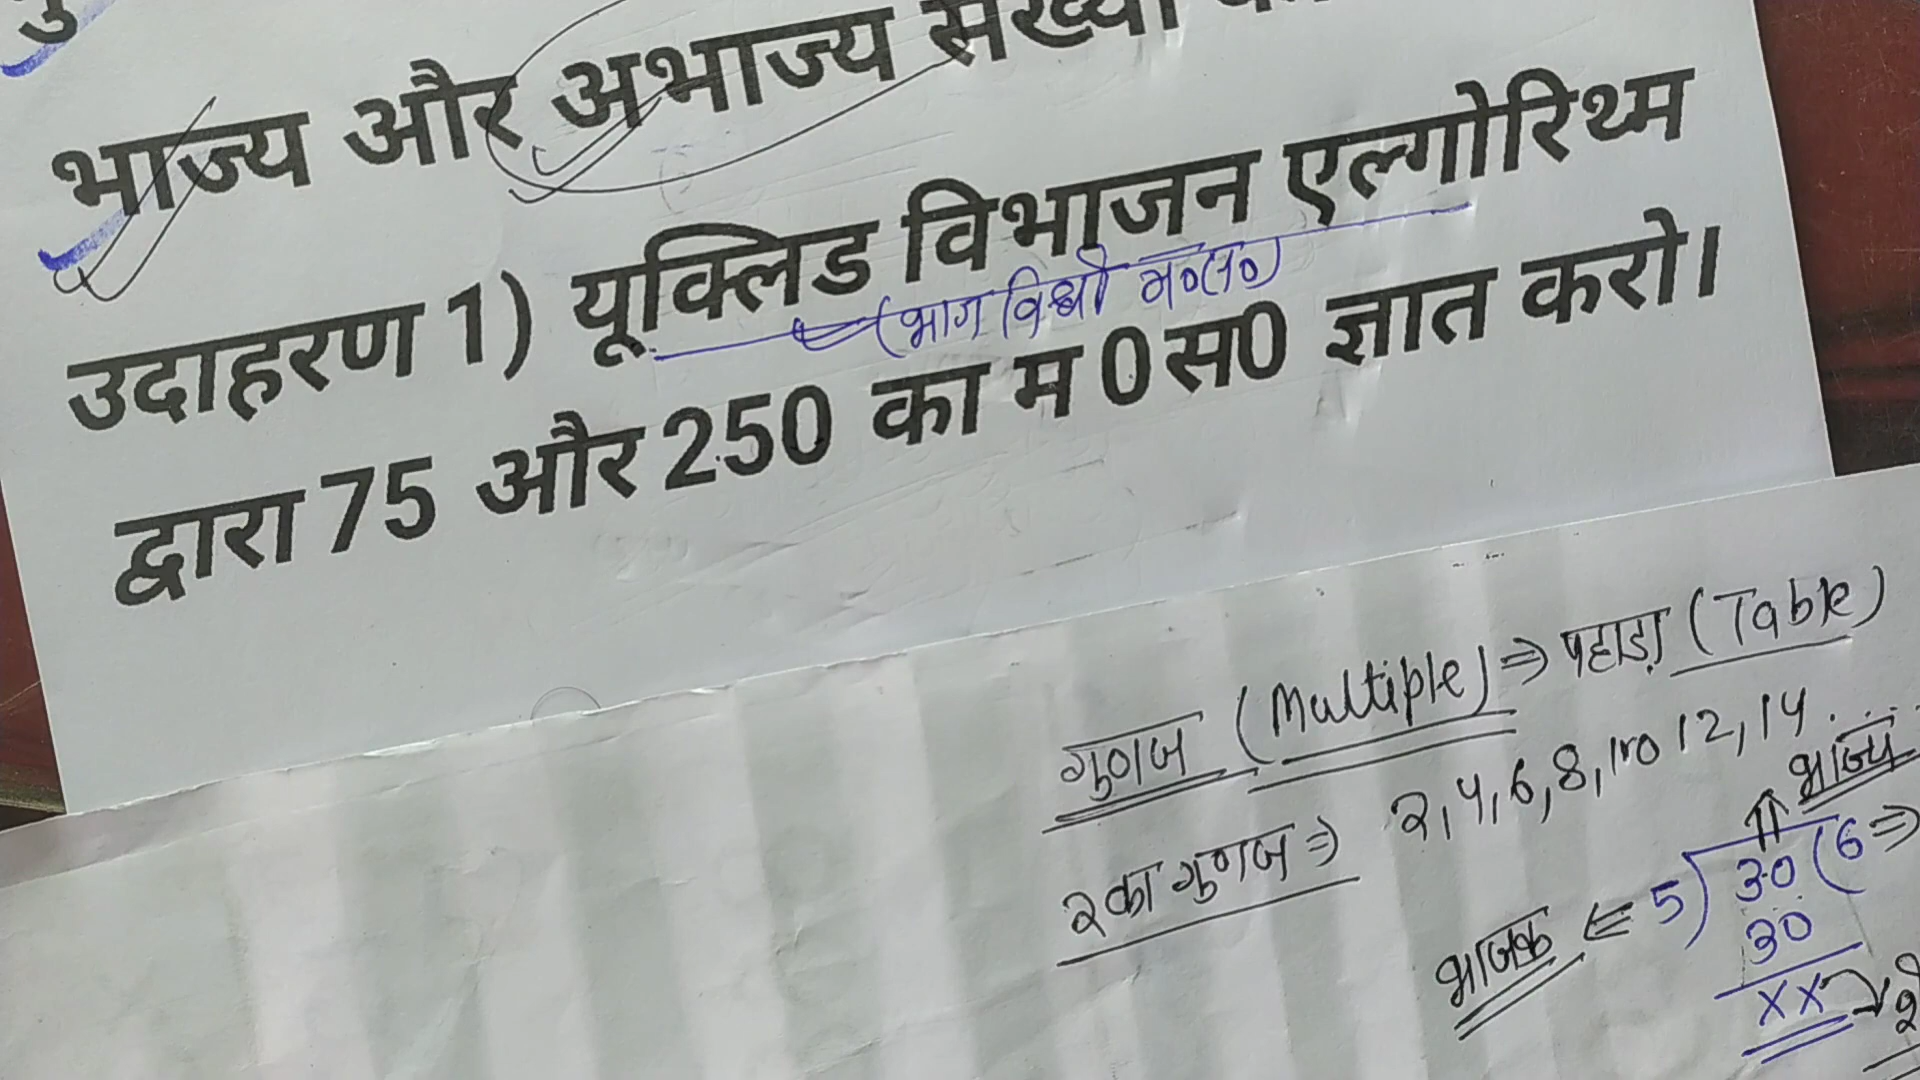 भाज्य और अभाज्य संख्या
उदाहरण 1) यूक्लिड विभाजन एल्गोरिथ्म
(भाग विधी म०स०)
द्वारा 75 और 250 का म0स0 ज्ञात करो।
गुणज (Multiple) ⇒ पहाड़ा (Table)
2 का गुणज ⇒ 2, 4, 6, 8, 10 12, 14 ....
भाज्य
भाजक ⇐ 5) 30 (6 ⇒
30
xx